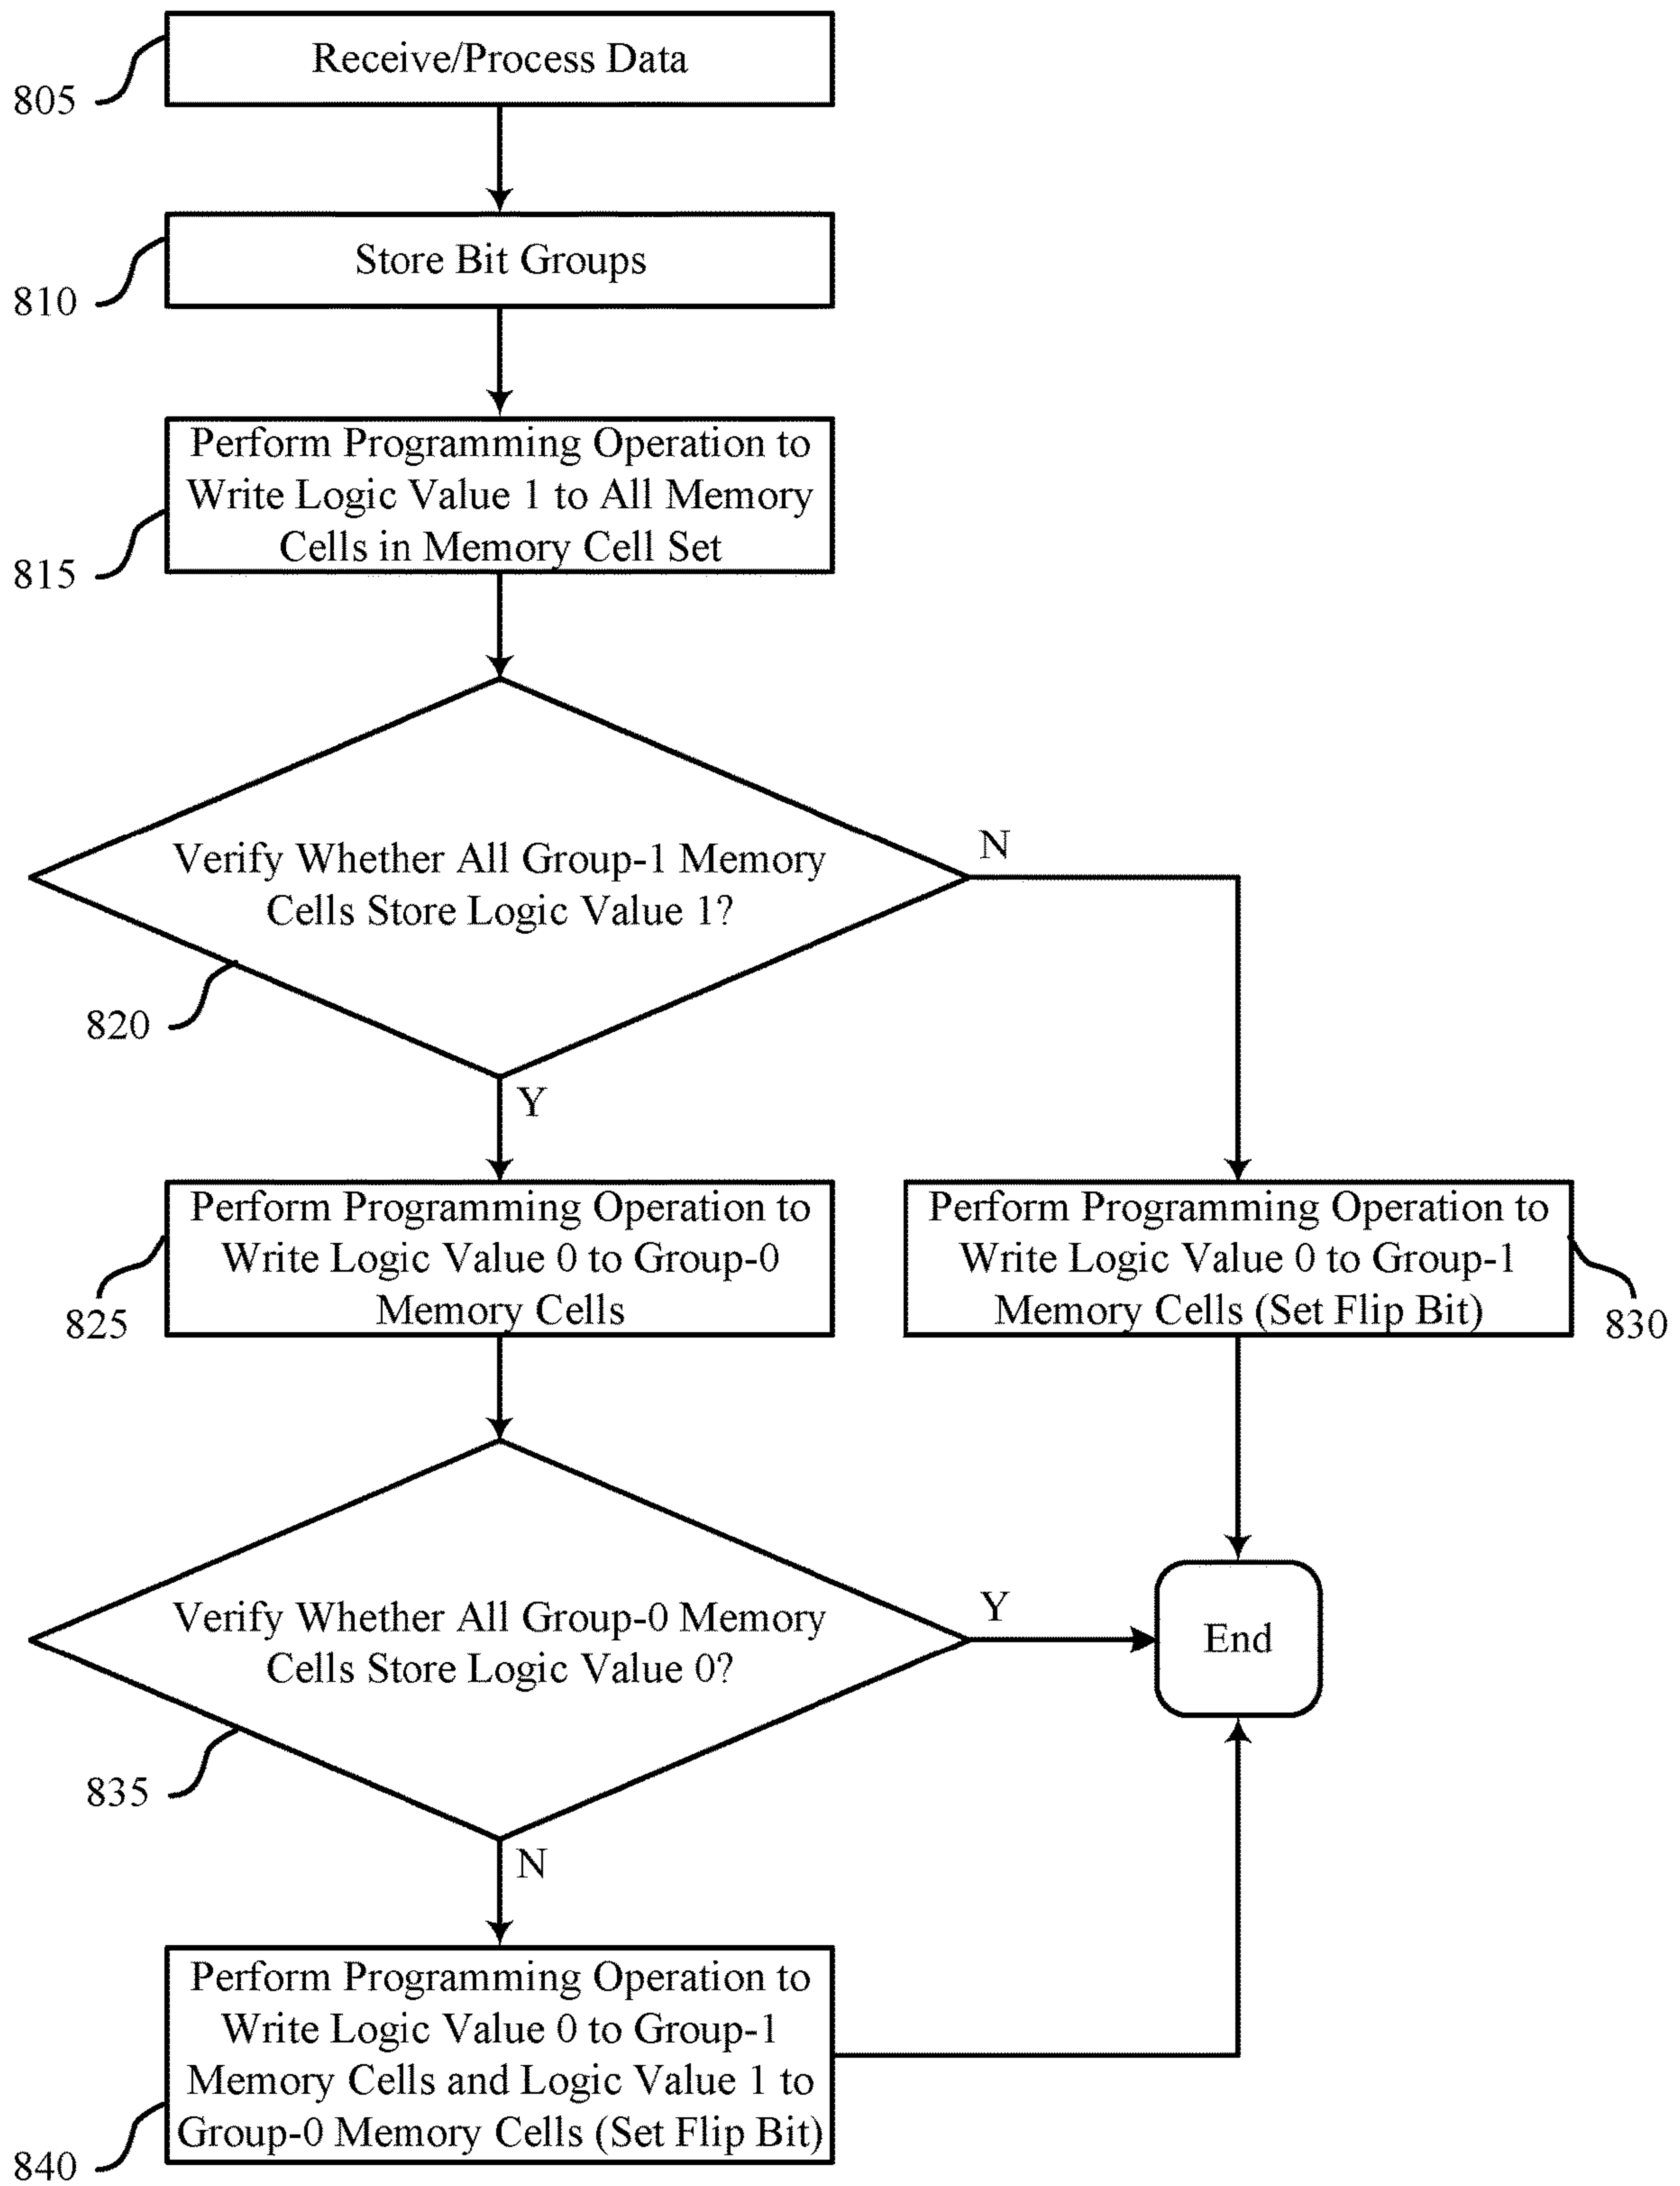 Receive/Process Data
805
Store Bit Groups
810
Perform Programming Operation to
Write Logic Value 1 to All Memory
Cells in Memory Cell Set
815
Verify Whether All Group-1 Memory
Cells Store Logic Value 1?
N
820
Y
Perform Programming Operation to
Write Logic Value 0 to Group-0
Memory Cells
825
Perform Programming Operation to
Write Logic Value 0 to Group-1
Memory Cells (Set Flip Bit)
830
Verify Whether All Group-0 Memory
Cells Store Logic Value 0?
Y
End
835
N
Perform Programming Operation to
Write Logic Value 0 to Group-1
Memory Cells and Logic Value 1 to
Group-0 Memory Cells (Set Flip Bit)
840